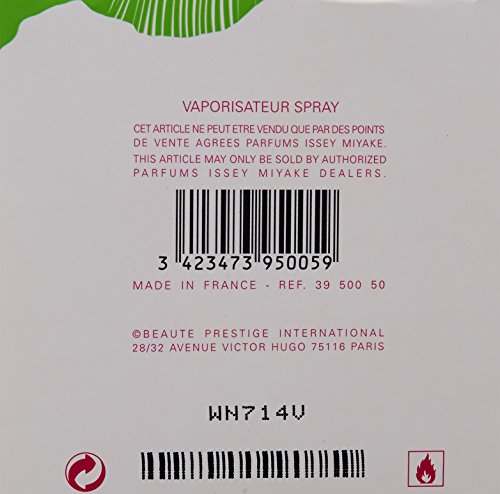 VAPORISATEUR SPRAY
CET ARTICLE NE PEUT ETRE VENDU QUE PAR DES POINTS
DE VENTE AGREES PARFUMS ISSEY MIYAKE.
THIS ARTICLE MAY ONLY BE SOLD BY AUTHORIZED
PARFUMS ISSEY MIYAKE DEALERS.
3 423473 950059
MADE IN FRANCE - REF. 39 500 50
©BEAUTE PRESTIGE INTERNATIONAL
28/32 AVENUE VICTOR HUGO 75116 PARIS
WN714V